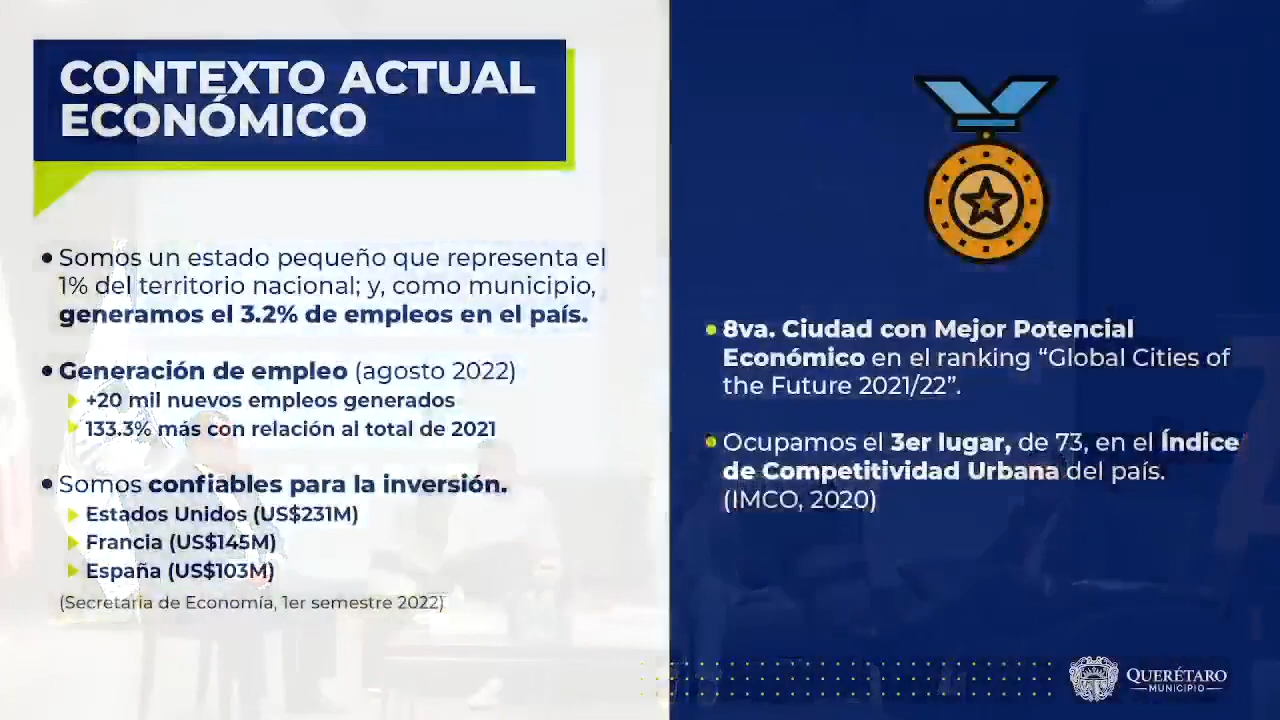 CONTEXTO ACTUAL
ECONÓMICO
• Somos un estado pequeño que representa el
1% del territorio nacional; y, como municipio,
generamos el 3.2% de empleos en el país.
• Generación de empleo (agosto 2022)
+20 mil nuevos empleos generados
133.3% más con relación al total de 2021
• Somos confiables para la inversión.
Estados Unidos (US$231M)
Francia (US$145M)
España (US$103M)
(Secretaría de Economía, 1er semestre 2022)
• 8va. Ciudad con Mejor Potencial
Económico en el ranking “Global Cities of
the Future 2021/22”.
• Ocupamos el 3er lugar, de 73, en el Índice
de Competitividad Urbana del país.
(IMCO, 2020)
QUERÉTARO
MUNICIPIO